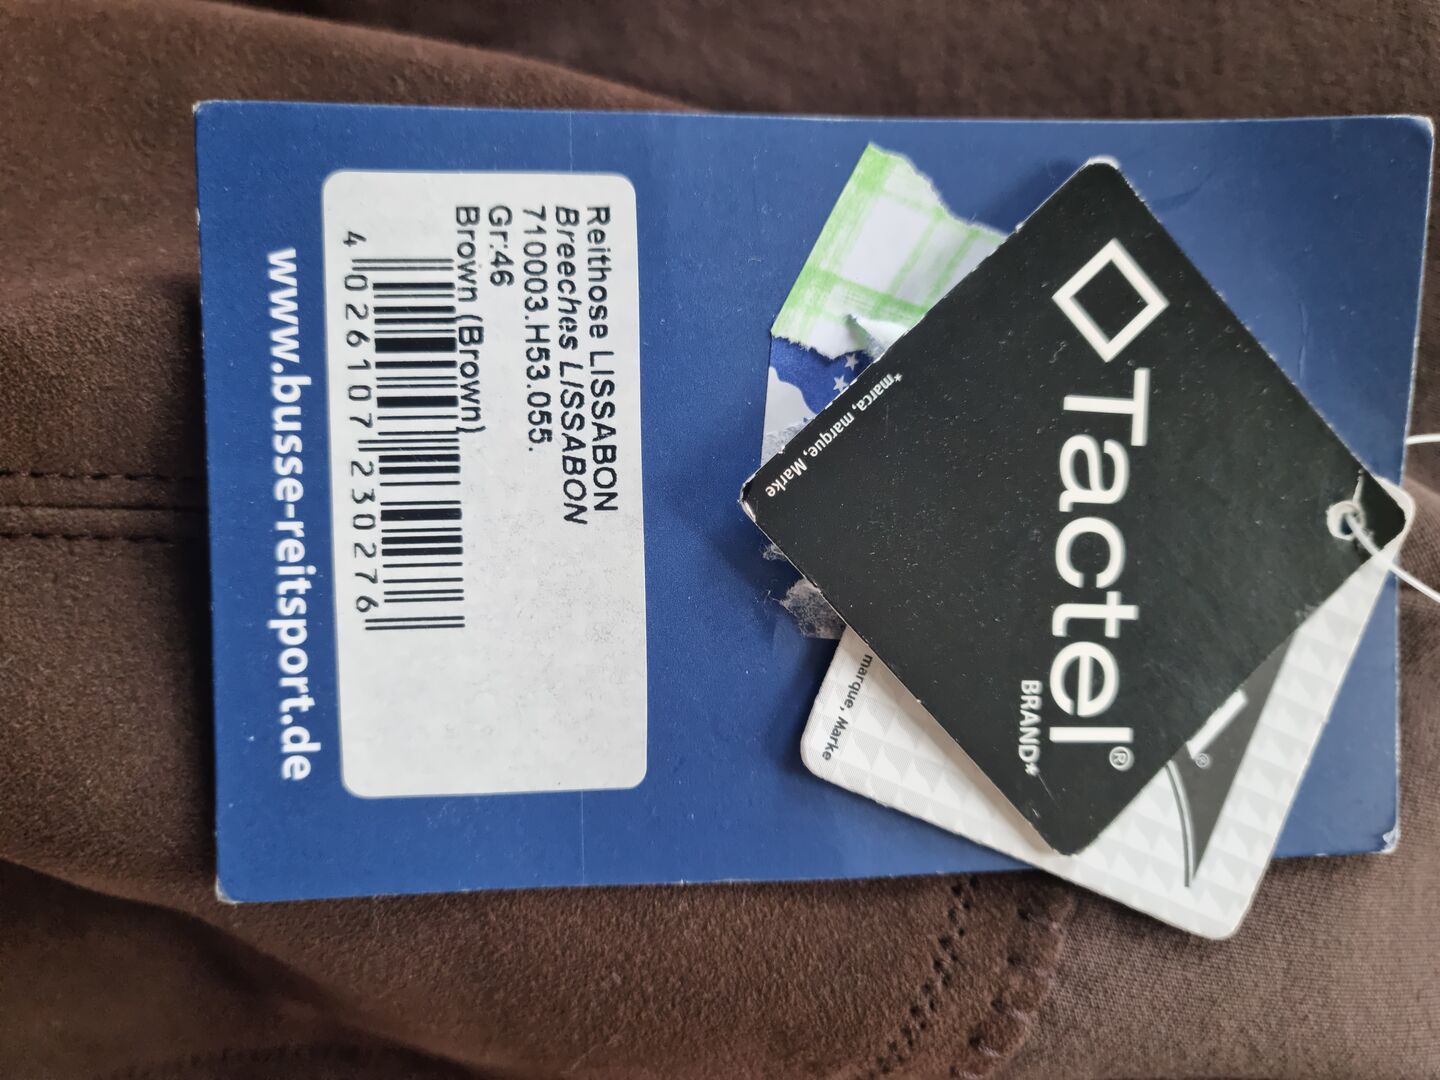 Reithose LISSABON
Breeches LISSABON
710003.H53.055.
Gr:46
Brown (Brown)
4 026107 230276
www.busse-reitsport.de
Tactel®
BRAND*
*marca, marque, Marke
marque, Marke
®